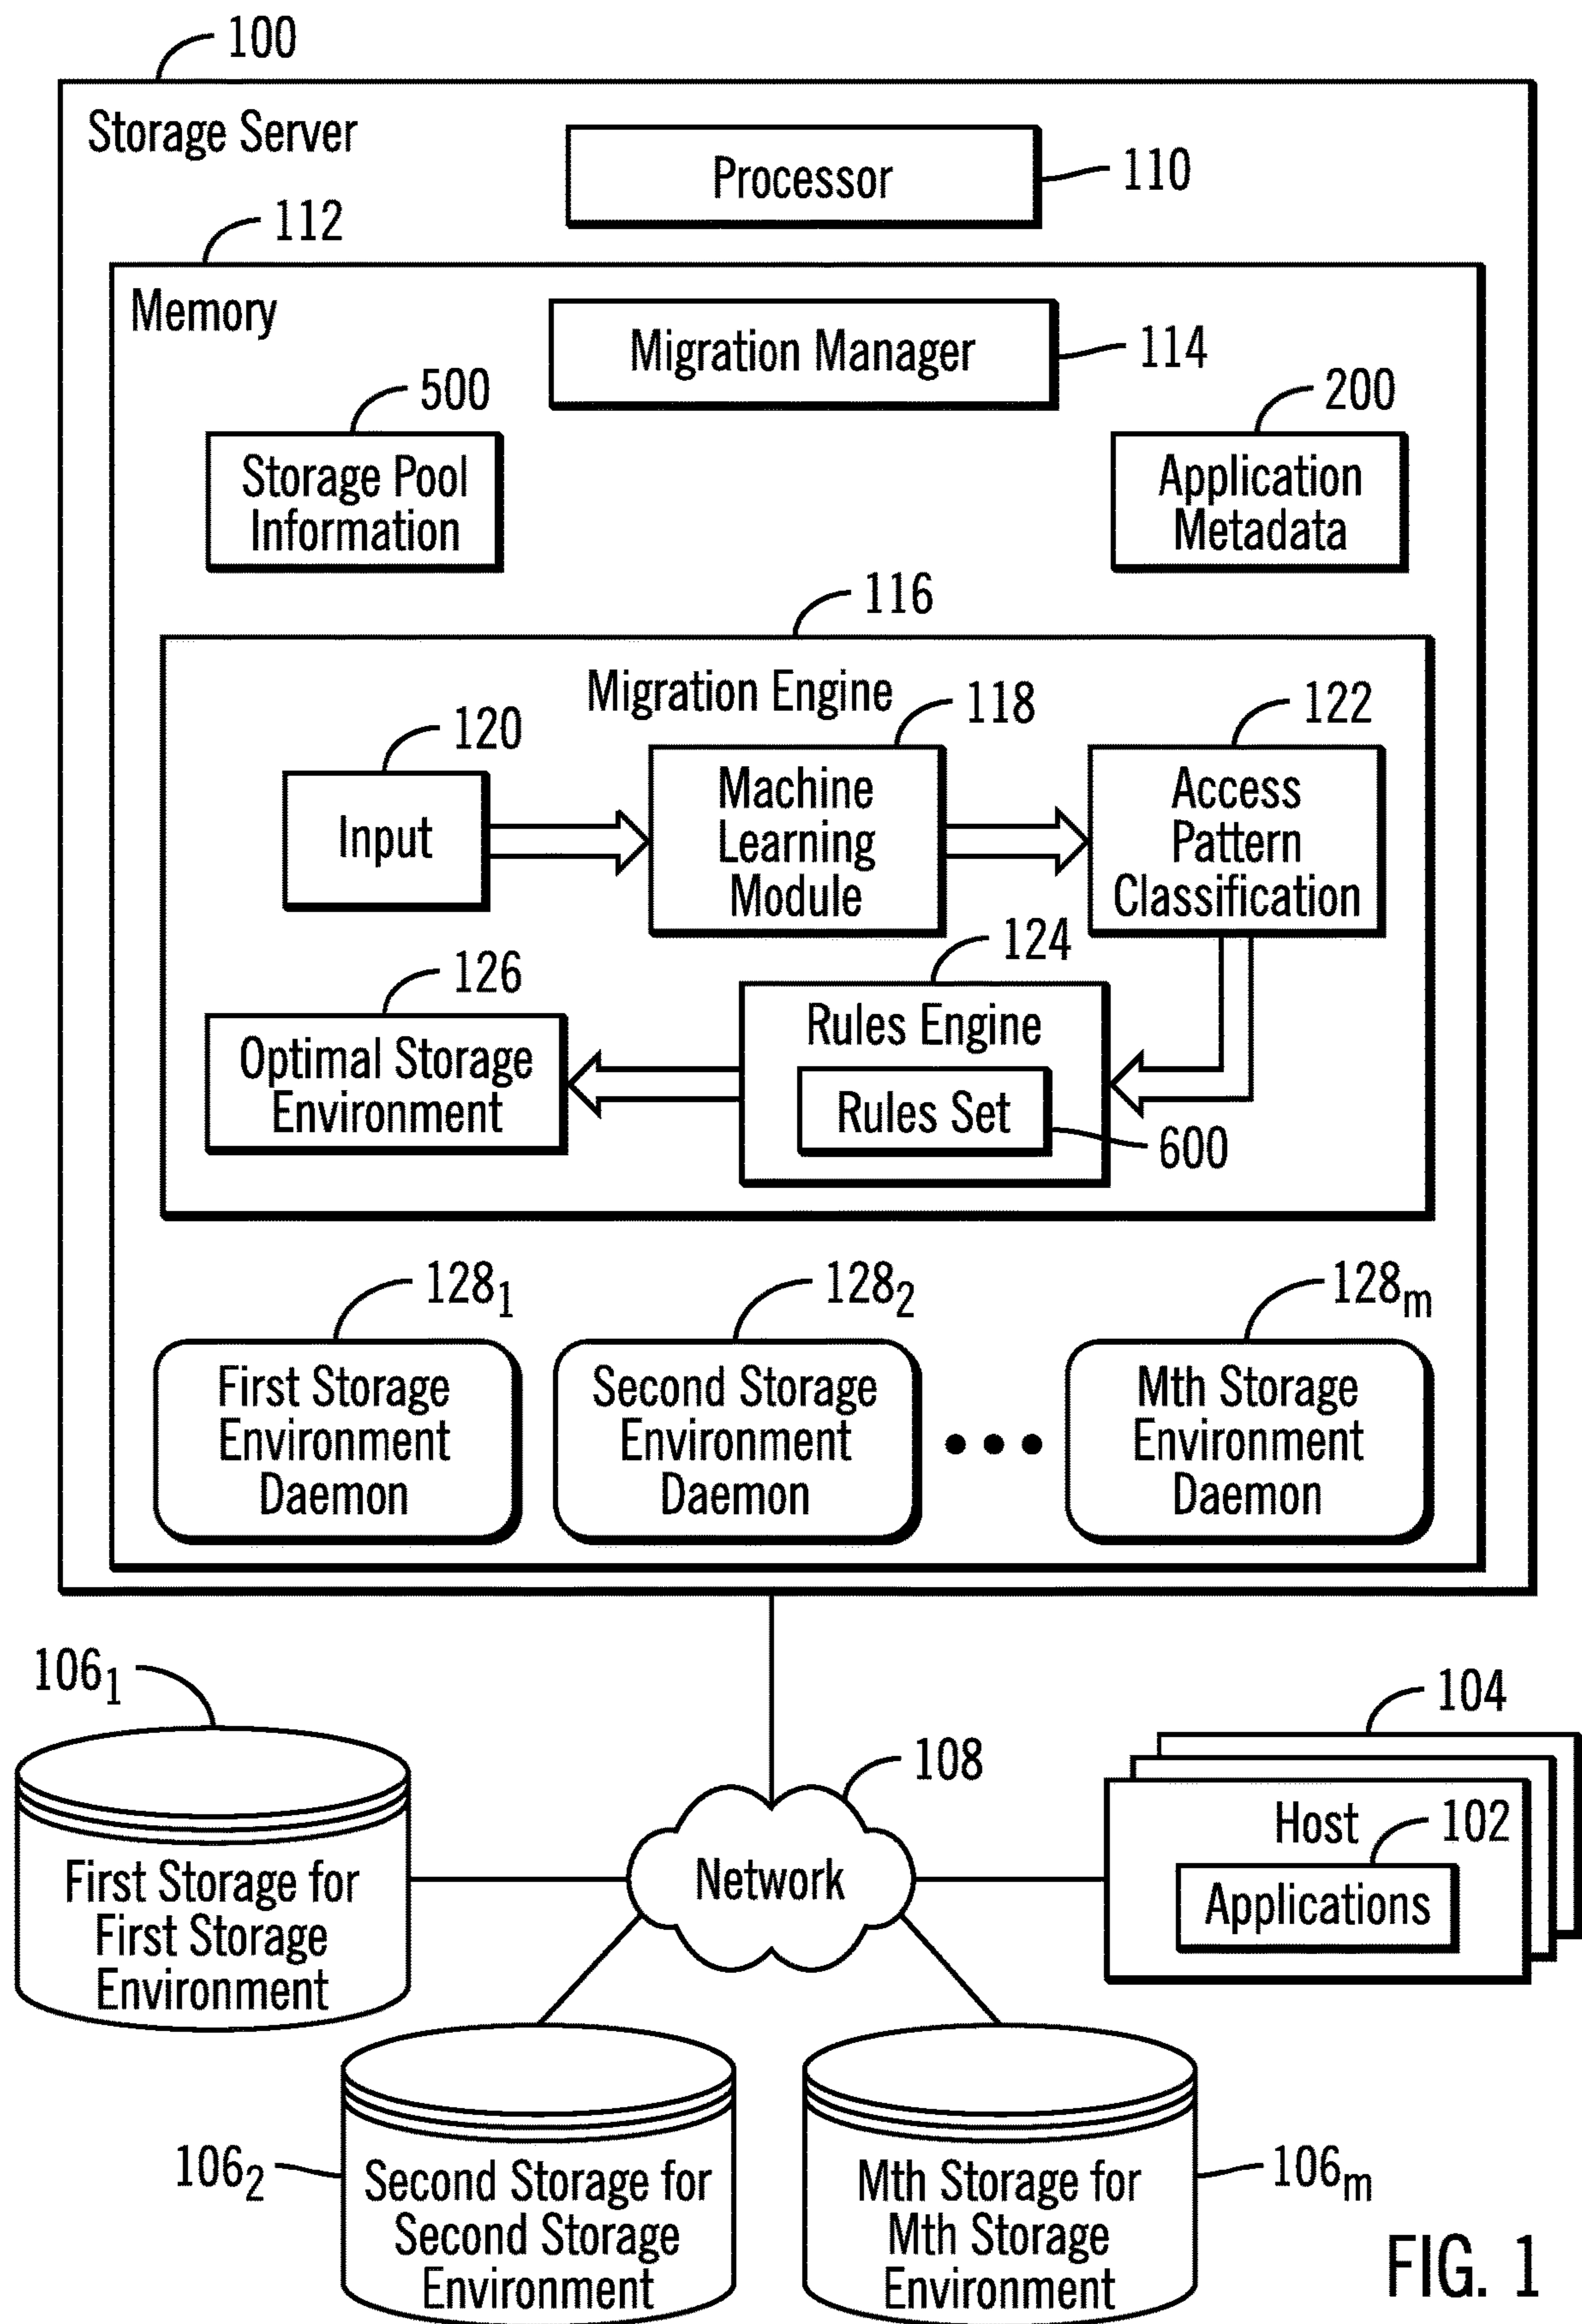 100
Storage Server
Processor
110
112
Memory
Migration Manager
114
500
200
Storage Pool
Information
Application
Metadata
116
Migration Engine
120
118
122
Input
Machine
Learning
Module
Access
Pattern
Classification
126
124
Optimal Storage
Environment
Rules Engine
Rules Set
600
128₁
128₂
128ₘ
First Storage
Environment
Daemon
Second Storage
Environment
Daemon
•••
Mth Storage
Environment
Daemon
106₁
104
108
Host
102
Applications
Network
First Storage for
First Storage
Environment
106₂
Second Storage for
Second Storage
Environment
Mth Storage for
Mth Storage
Environment
106ₘ
FIG. 1